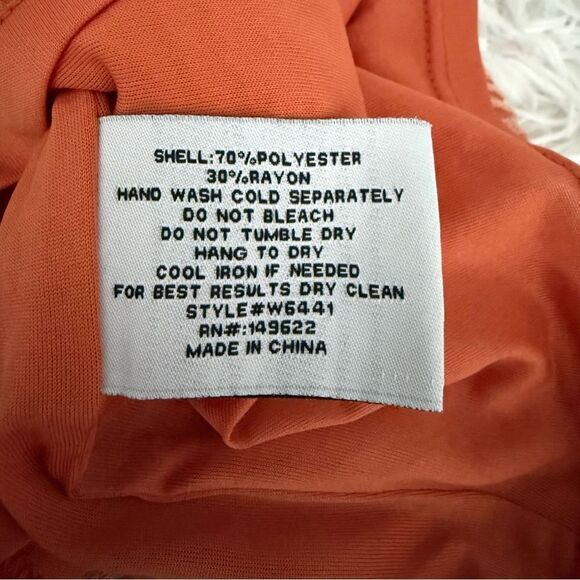 SHELL:70%POLYESTER
30%RAYON
HAND WASH COLD SEPARATELY
DO NOT BLEACH
DO NOT TUMBLE DRY
HANG TO DRY
COOL IRON IF NEEDED
FOR BEST RESULTS DRY CLEAN
STYLE#W6441
RN#:149622
MADE IN CHINA